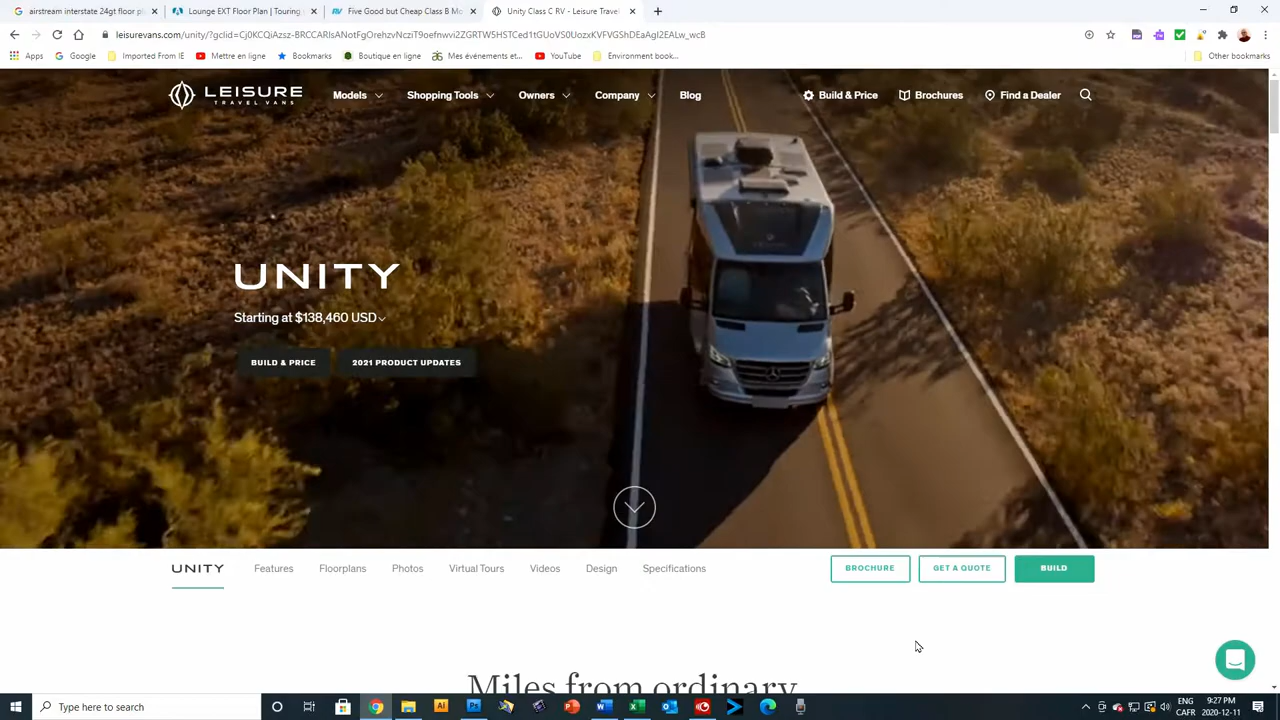 airstream interstate 24gt floor pl
Lounge EXT Floor Plan | Touring
Five Good but Cheap Class B Mo
Unity Class C RV - Leisure Travel
leisurevans.com/unity/?gclid=Cj0KCQiAzsz-BRCCARIsANotFgOrehzvNcziT9oefnwvi2ZGRTW5HSTCed1tGUoVS0UozxKVFVGShDEaAgI2EALw_wcB
Apps Google Imported From IE Mettre en ligne Bookmarks Boutique en ligne Mes événements et... YouTube Environment book... Other bookmarks
LEISURE
TRAVEL VANS
Models Shopping Tools Owners Company Blog Build & Price Brochures Find a Dealer
UNITY
Starting at $138,460 USD
BUILD & PRICE 2021 PRODUCT UPDATES
UNITY Features Floorplans Photos Virtual Tours Videos Design Specifications BROCHURE GET A QUOTE BUILD
Miles from ordinary
Type here to search
ENG 9:27 PM
CAFR 2020-12-11